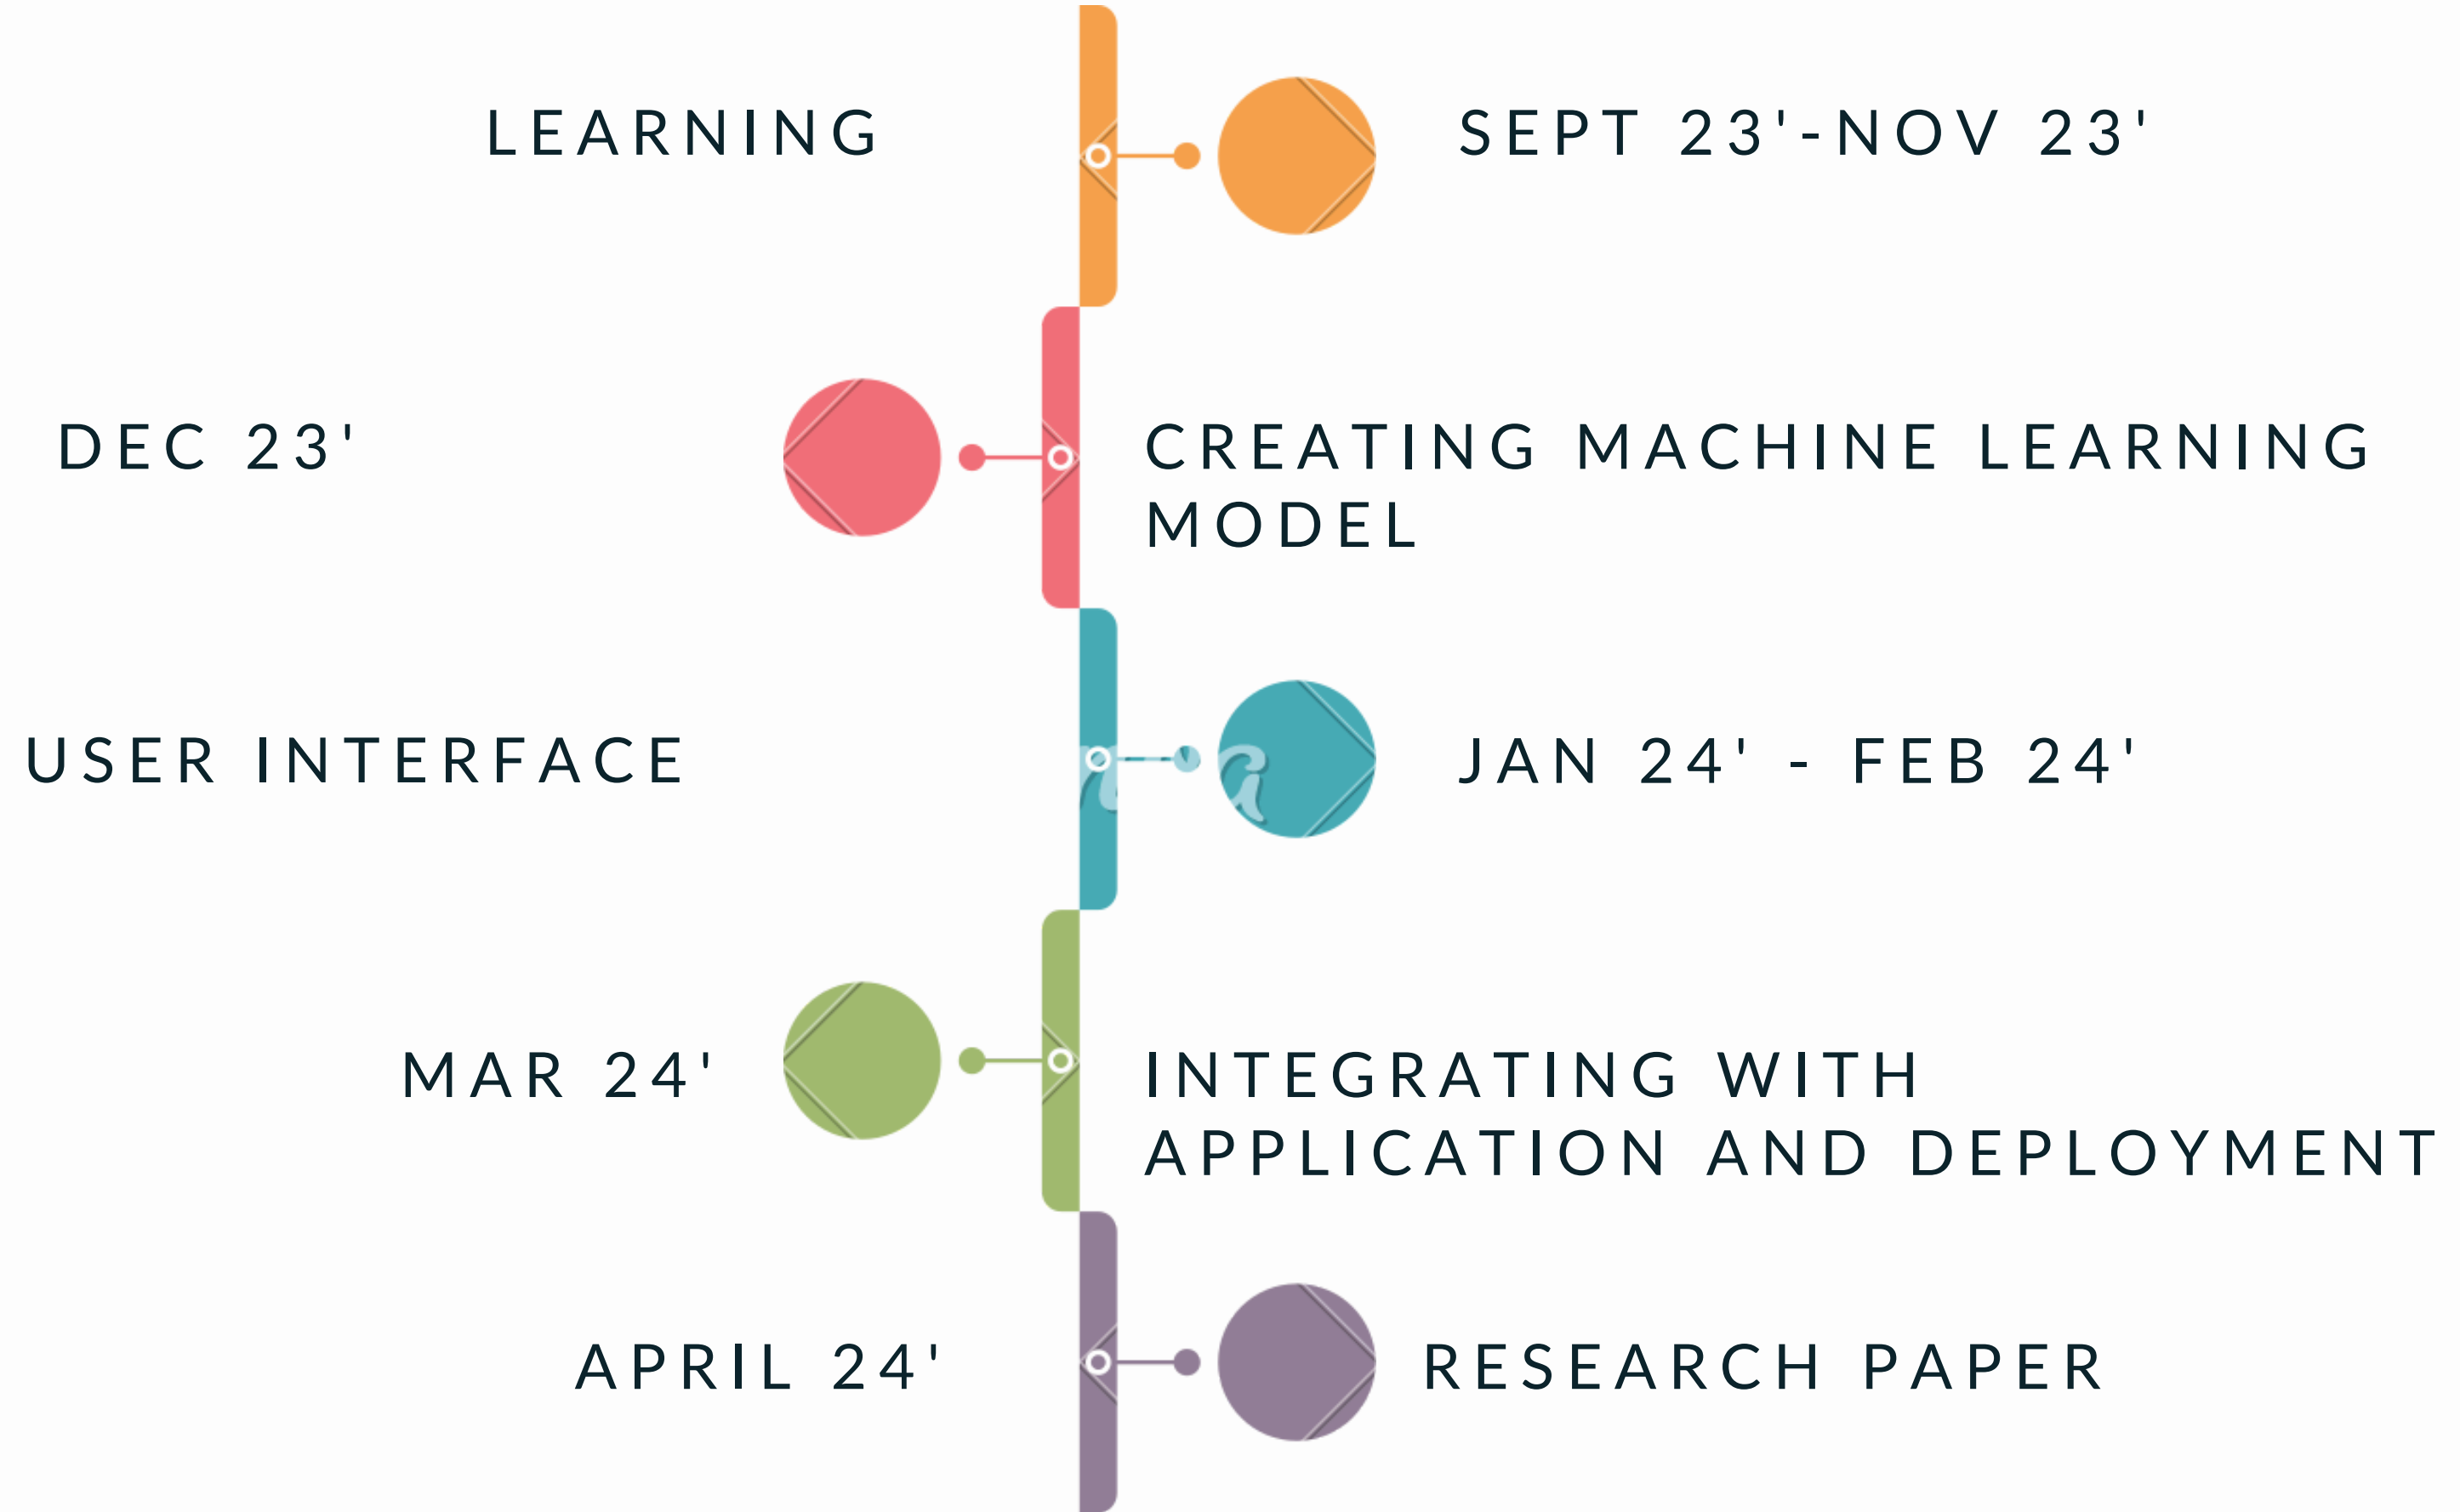 LEARNING
SEPT 23'-NOV 23'
DEC 23'
CREATING MACHINE LEARNING
MODEL
USER INTERFACE
JAN 24' - FEB 24'
MAR 24'
INTEGRATING WITH
APPLICATION AND DEPLOYMENT
APRIL 24'
RESEARCH PAPER